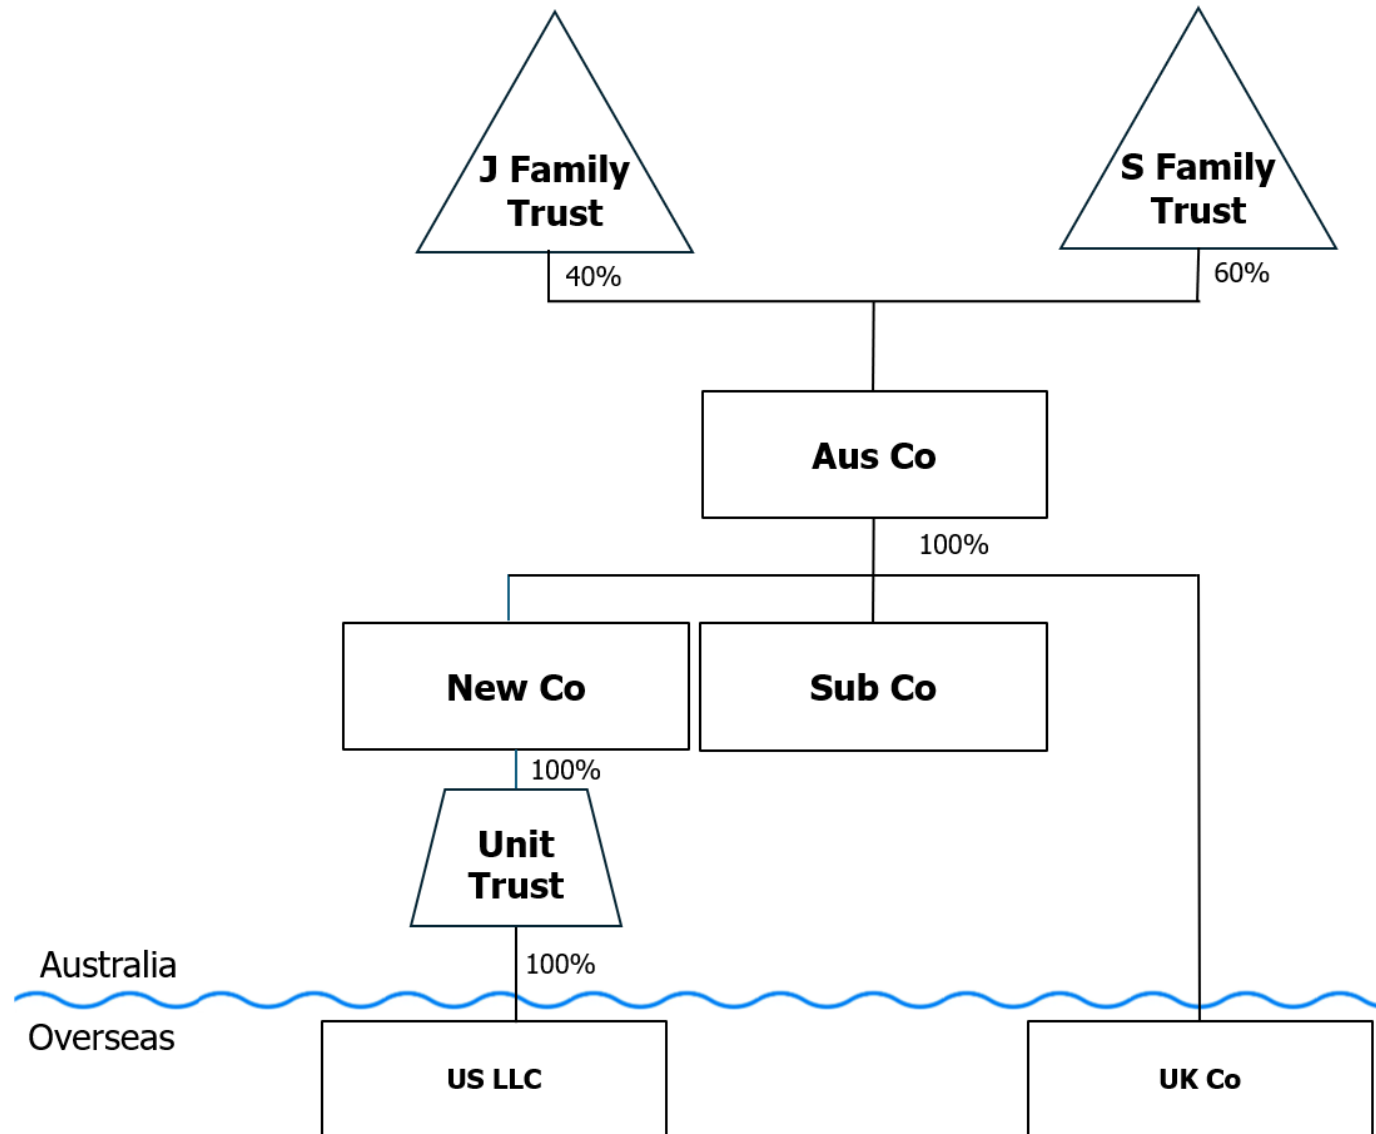 J Family
Trust
S Family
Trust
40%
60%
Aus Co
100%
New Co
Sub Co
100%
Unit
Trust
Australia
100%
Overseas
US LLC
UK Co